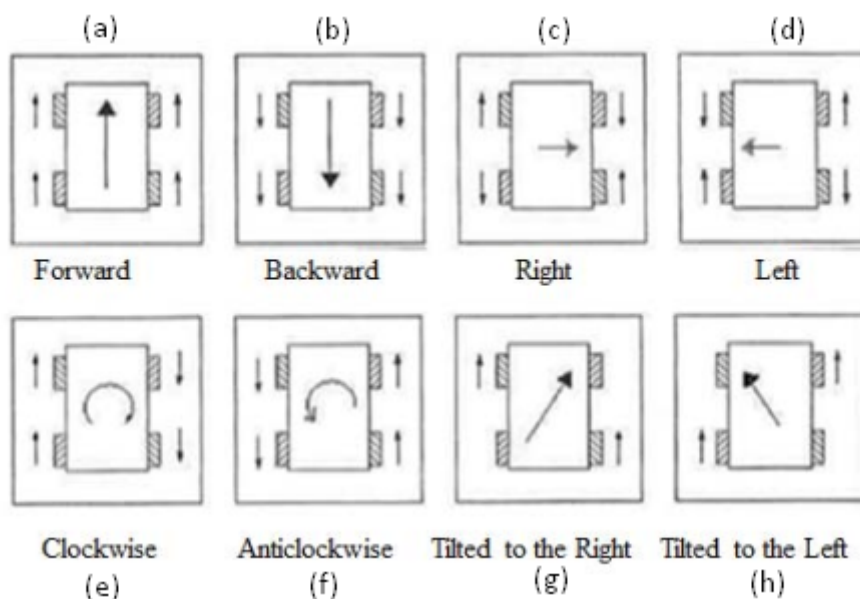 (a) (b) (c) (d)
Forward Backward Right Left
Clockwise Anticlockwise Tilted to the Right Tilted to the Left
(e) (f) (g) (h)